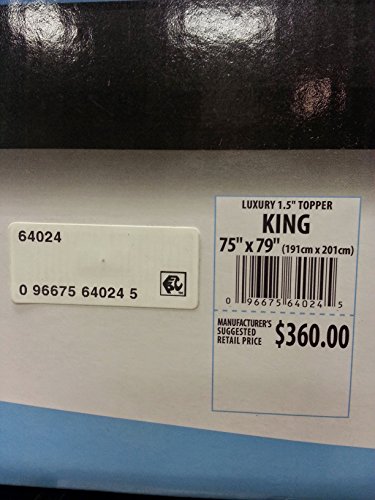 64024
0 96675 64024 5
LUXURY 1.5" TOPPER
KING
75" x 79" (191cm x 201cm)
0 96675 64024 5
MANUFACTURER'S
SUGGESTED
RETAIL PRICE
$360.00